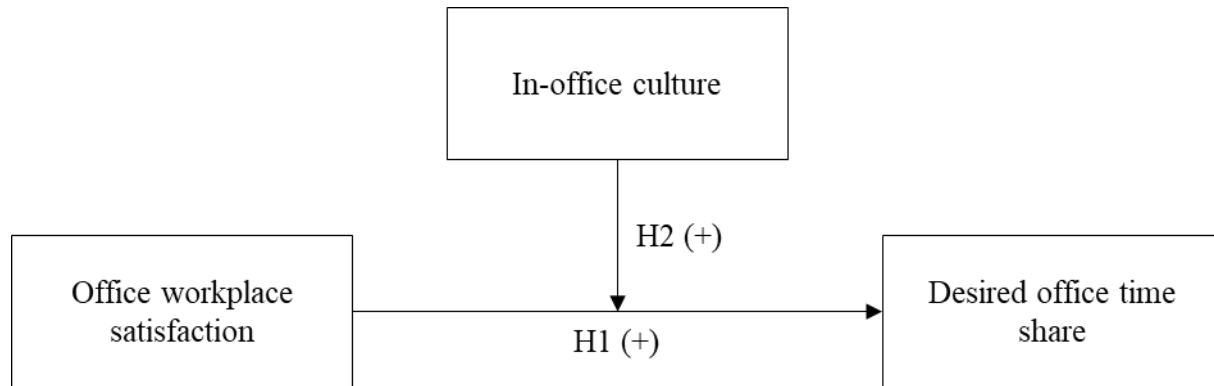 In-office culture
H2 (+)
Office workplace
satisfaction
H1 (+)
Desired office time
share